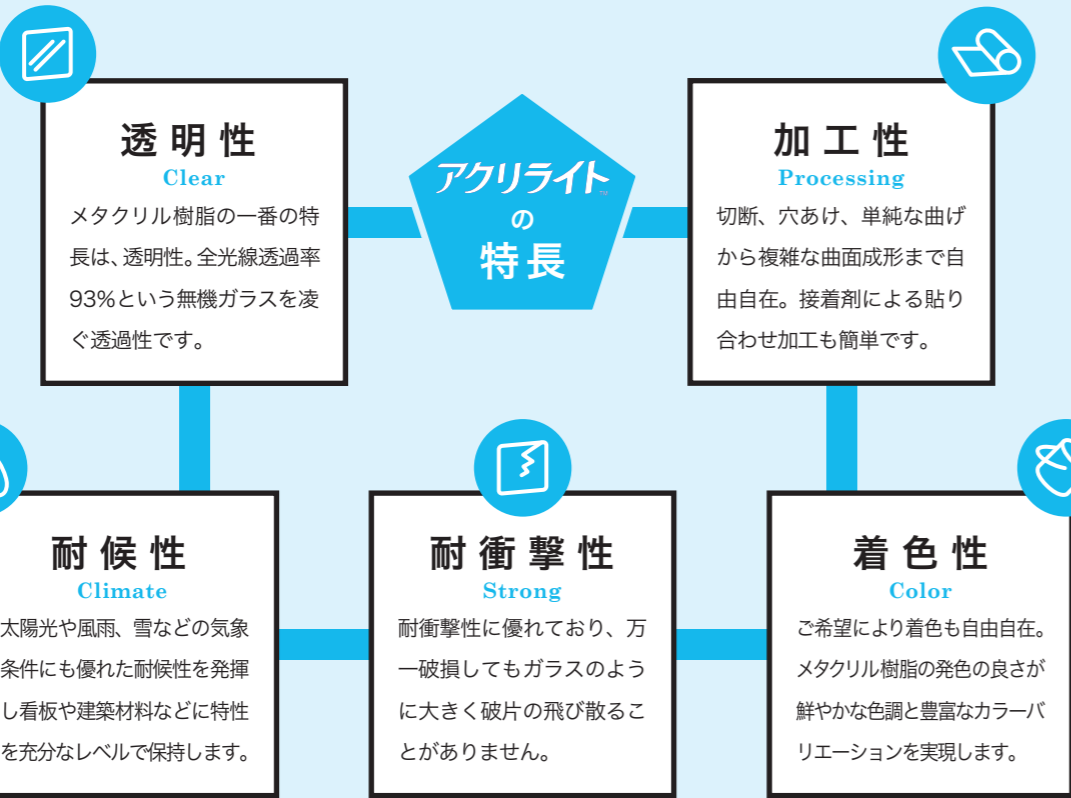 透明性
Clear
メタクリル樹脂の一番の特
長は、透明性。全光線透過率
93%という無機ガラスを凌
ぐ透過性です。
アクリライト
の
特長
加工性
Processing
切断、穴あけ、単純な曲げ
から複雑な曲面成形まで自
由自在。接着剤による貼り
合わせ加工も簡単です。
耐候性
Climate
太陽光や風雨、雪などの気象
条件にも優れた耐候性を発揮
し看板や建築材料などに特性
を充分なレベルで保持します。
耐衝撃性
Strong
耐衝撃性に優れており、万
一破損してもガラスのよう
に大きく破片の飛び散るこ
とがありません。
着色性
Color
ご希望により着色も自由自在。
メタクリル樹脂の発色の良さが
鮮やかな色調と豊富なカラーバ
リエーションを実現します。